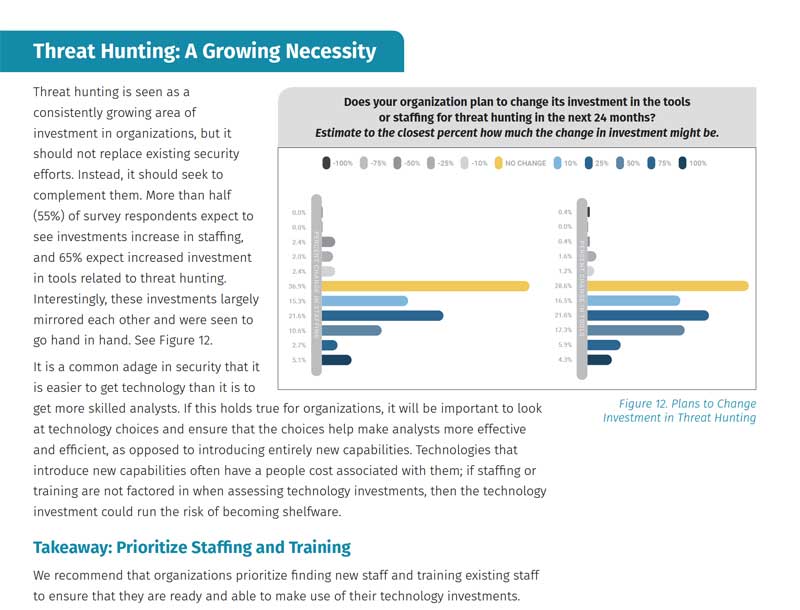 Threat Hunting: A Growing Necessity
Threat hunting is seen as a
consistently growing area of
investment in organizations, but it
should not replace existing security
efforts. Instead, it should seek to
complement them. More than half
(55%) of survey respondents expect to
see investments increase in staffing,
and 65% expect increased investment
in tools related to threat hunting.
Interestingly, these investments largely
mirrored each other and were seen to
go hand in hand. See Figure 12.
It is a common adage in security that it
is easier to get technology than it is to
get more skilled analysts. If this holds true for organizations, it will be important to look
at technology choices and ensure that the choices help make analysts more effective
and efficient, as opposed to introducing entirely new capabilities. Technologies that
introduce new capabilities often have a people cost associated with them; if staffing or
training are not factored in when assessing technology investments, then the technology
investment could run the risk of becoming shelfware.
Does your organization plan to change its investment in the tools
or staffing for threat hunting in the next 24 months?
Estimate to the closest percent how much the change in investment might be.
-100% -75% -50% -25% -10% NO CHANGE 10% 25% 50% 75% 100%
PERCENT CHANGE IN STAFFING
0.0%
0.0%
2.4%
2.0%
2.4%
36.9%
15.3%
21.6%
10.6%
2.7%
5.1%
PERCENT CHANGE IN TOOLS
0.4%
0.0%
0.4%
1.6%
1.2%
28.6%
16.5%
21.6%
17.3%
5.9%
4.3%
Figure 12. Plans to Change
Investment in Threat Hunting
Takeaway: Prioritize Staffing and Training
We recommend that organizations prioritize finding new staff and training existing staff
to ensure that they are ready and able to make use of their technology investments.